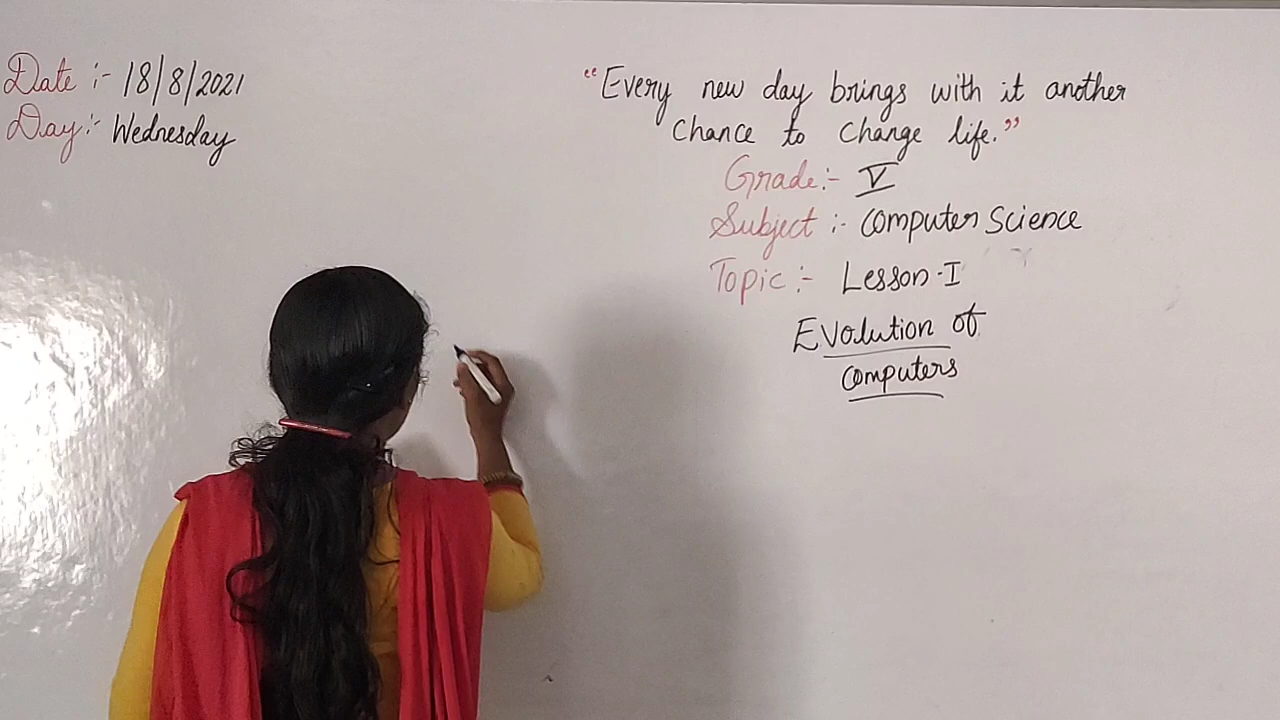 Date :- 18/8/2021
Day:- Wednesday
"Every new day brings with it another
Chance to change life."
Grade:- V
Subject :- Computer Science
Topic :- Lesson-I
Evolution of
Computers